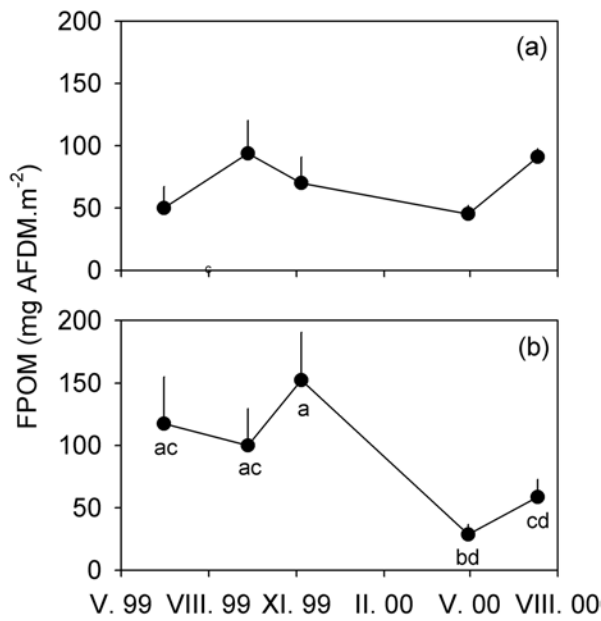 FPOM (mg AFDM.m-2)
200
(a)
150
100
50
0
c
200
(b)
150
a
ac
ac
100
50
cd
bd
0
V. 99 VIII. 99 XI. 99 II. 00 V. 00 VIII. 00